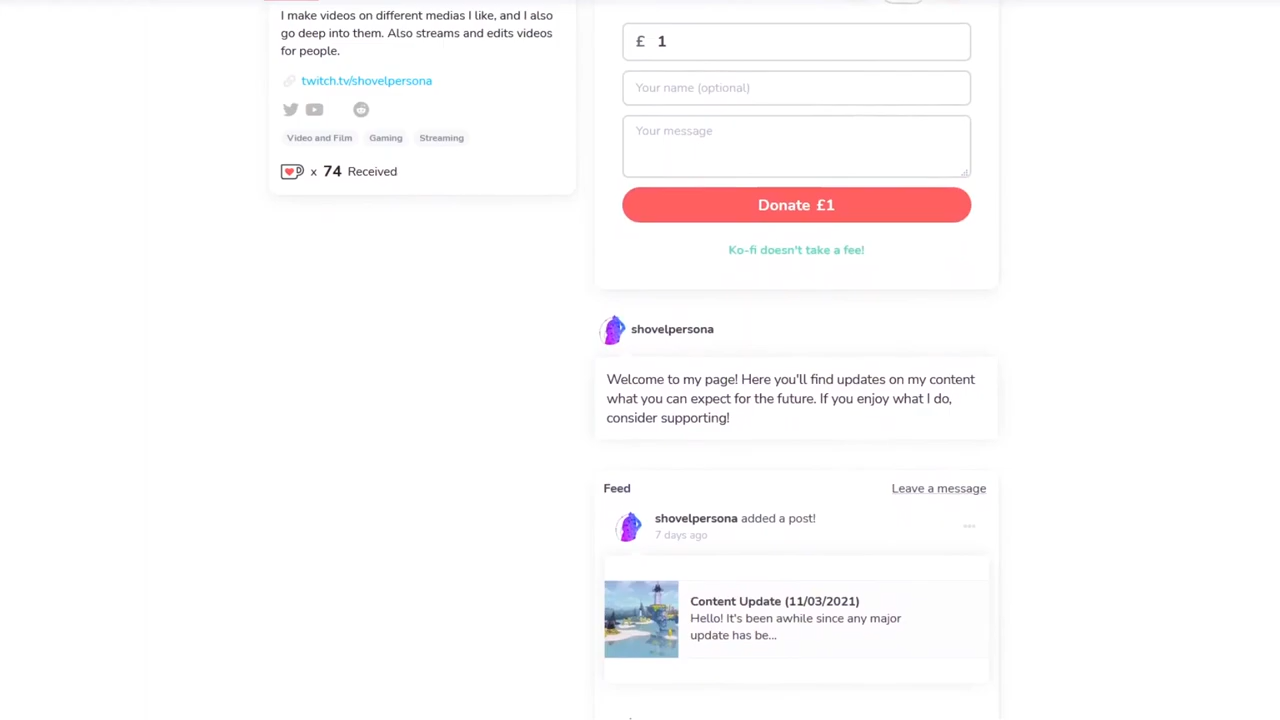 I make videos on different medias I like, and I also
go deep into them. Also streams and edits videos
for people.
twitch.tv/shovelpersona
Video and Film Gaming Streaming
x 74 Received
£ 1
Your name (optional)
Your message
Donate £1
Ko-fi doesn't take a fee!
shovelpersona
Welcome to my page! Here you'll find updates on my content
what you can expect for the future. If you enjoy what I do,
consider supporting!
Feed Leave a message
shovelpersona added a post!
7 days ago
Content Update (11/03/2021)
Hello! It's been awhile since any major
update has be...